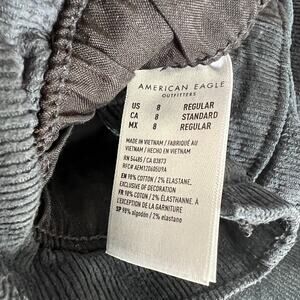 AMERICAN EAGLE
OUTFITTERS
US 8 REGULAR
CA 8 STANDARD
MX 8 REGULAR
MADE IN VIETNAM / FABRIQUÉ AU
VIETNAM / HECHO EN VIETNAM
RN 54485 / CA 03873
EN 98% COTTON / 2% ELASTANE,
EXCLUSIVE OF DECORATION
FR 98% COTON / 2% ÉLASTHANNE, À
L'EXCEPTION DE LA GARNITURE
SP 98% algodón / 2% elastano